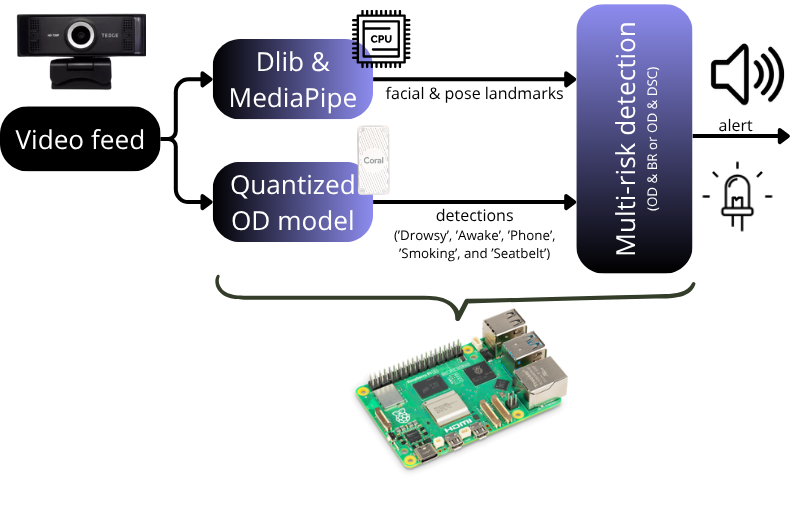 Video feed
Dlib &
MediaPipe
CPU
facial & pose landmarks
Quantized
OD model
Coral
detections
('Drowsy', 'Awake', 'Phone',
'Smoking', and 'Seatbelt')
Multi-risk detection
(OD & BR or OD & DSC)
alert
HDMI